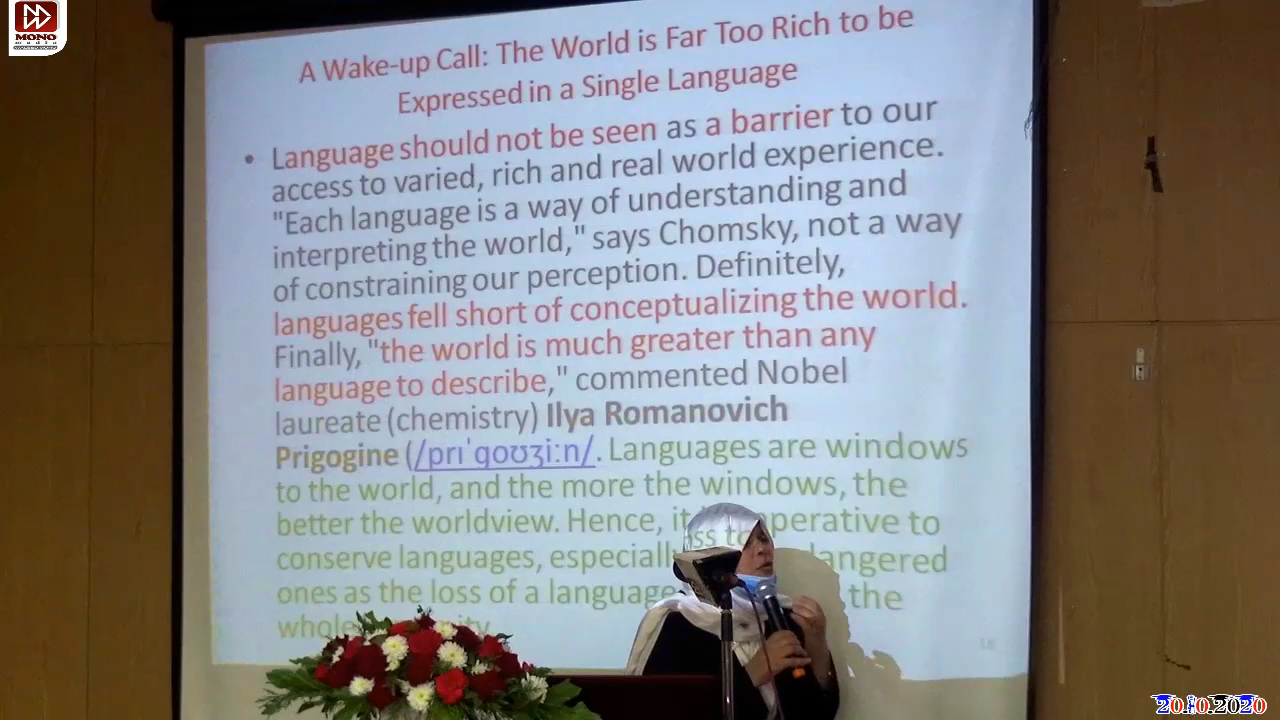 MONO
media
A Wake-up Call: The World is Far Too Rich to be
Expressed in a Single Language
• Language should not be seen as a barrier to our
access to varied, rich and real world experience.
"Each language is a way of understanding and
interpreting the world," says Chomsky, not a way
of constraining our perception. Definitely,
languages fell short of conceptualizing the world.
Finally, "the world is much greater than any
language to describe," commented Nobel
laureate (chemistry) Ilya Romanovich
Prigogine (/prɪˈɡoʊʒiːn/. Languages are windows
to the world, and the more the windows, the
better the worldview. Hence, it
conserve languages, especially
ones as the loss of a language the
18
20.10.2020